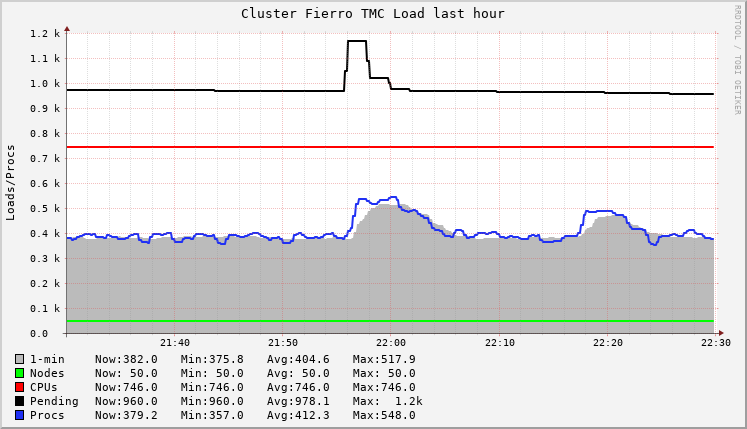 Cluster Fierro TMC Load last hour
RRDTOOL / TOBI OETIKER
Loads/Procs
1.2 k
1.1 k
1.0 k
0.9 k
0.8 k
0.7 k
0.6 k
0.5 k
0.4 k
0.3 k
0.2 k
0.1 k
0.0
21:40 21:50 22:00 22:10 22:20 22:30
1-min Now:382.0 Min:375.8 Avg:404.6 Max:517.9
Nodes Now: 50.0 Min: 50.0 Avg: 50.0 Max: 50.0
CPUs Now:746.0 Min:746.0 Avg:746.0 Max:746.0
Pending Now:960.0 Min:960.0 Avg:978.1 Max: 1.2k
Procs Now:379.2 Min:357.0 Avg:412.3 Max:548.0